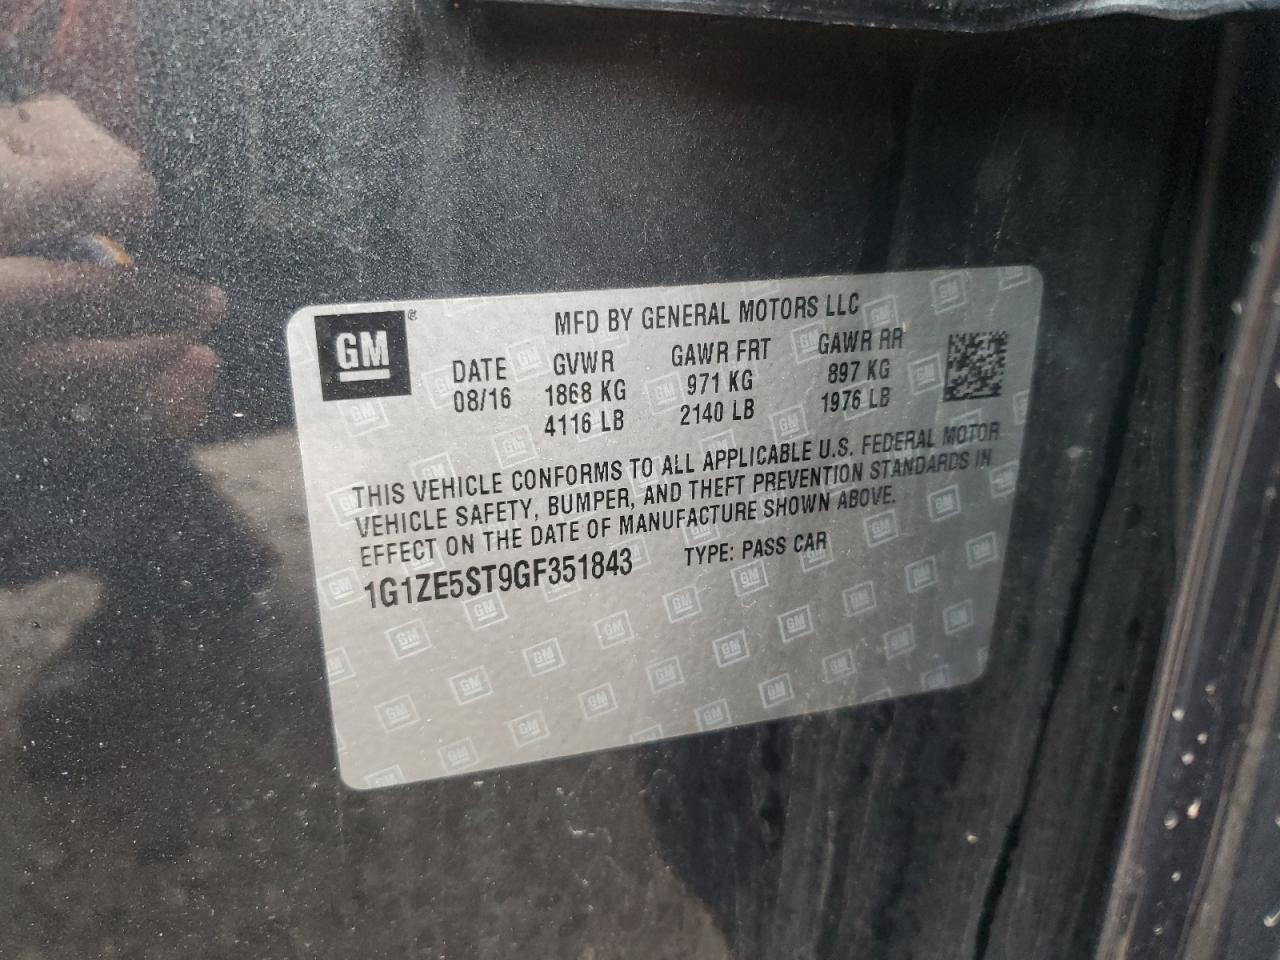 GM
MFD BY GENERAL MOTORS LLC
DATE GVWR GAWR FRT GAWR RR
08/16 1868 KG 971 KG 897 KG
4116 LB 2140 LB 1976 LB
THIS VEHICLE CONFORMS TO ALL APPLICABLE U.S. FEDERAL MOTOR
VEHICLE SAFETY, BUMPER, AND THEFT PREVENTION STANDARDS IN
EFFECT ON THE DATE OF MANUFACTURE SHOWN ABOVE.
1G1ZE5ST9GF351843 TYPE: PASS CAR